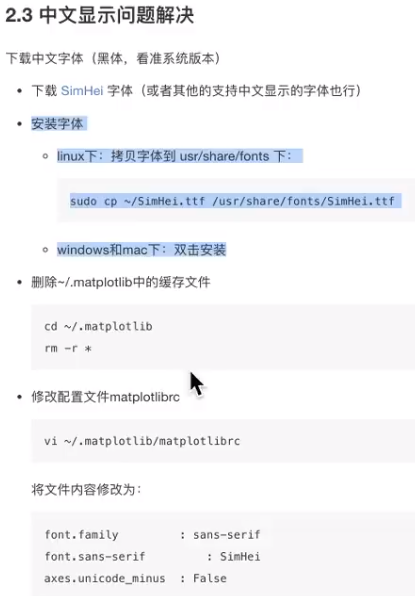 2.3 中文显示问题解决
下载中文字体（黑体，看准系统版本）
• 下载 SimHei 字体（或者其他的支持中文显示的字体也行）
• 安装字体
◦ linux下：拷贝字体到 usr/share/fonts 下：
sudo cp ~/SimHei.ttf /usr/share/fonts/SimHei.ttf
◦ windows和mac下：双击安装
• 删除~/.matplotlib中的缓存文件
cd ~/.matplotlib
rm -r *
• 修改配置文件matplotlibrc
vi ~/.matplotlib/matplotlibrc
将文件内容修改为：
font.family : sans-serif
font.sans-serif : SimHei
axes.unicode_minus : False